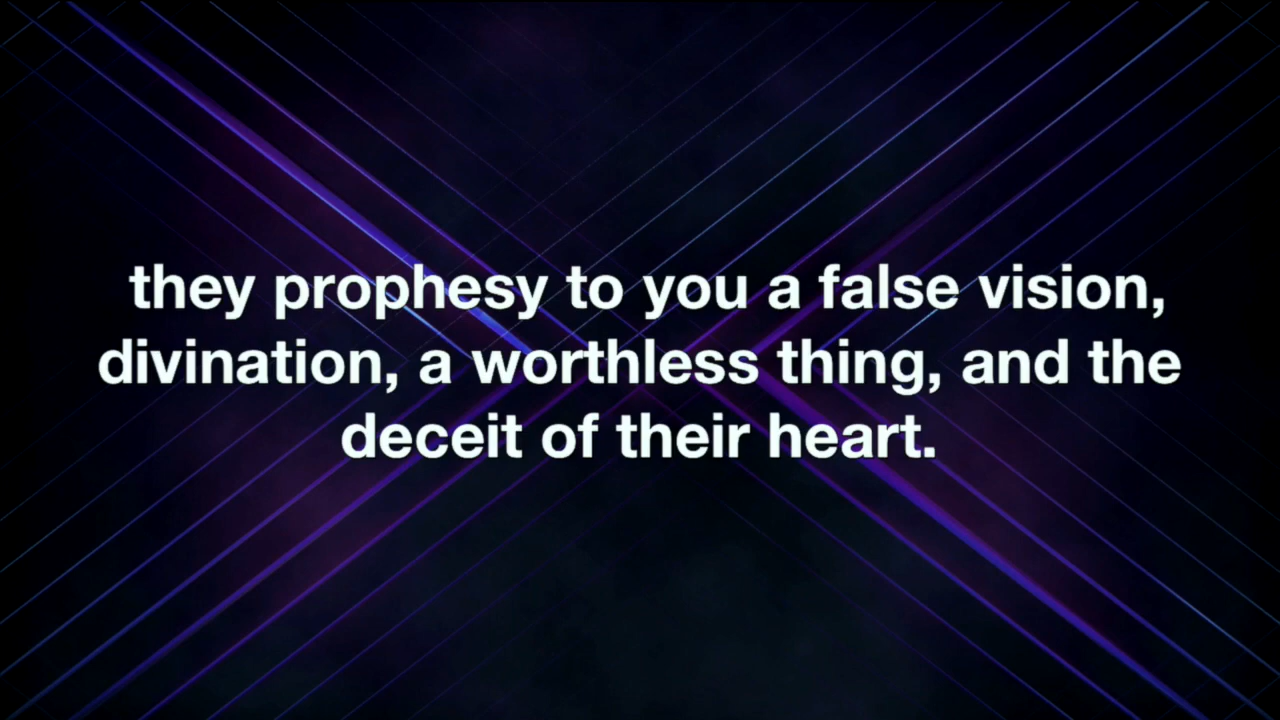 they prophesy to you a false vision,
divination, a worthless thing, and the
deceit of their heart.